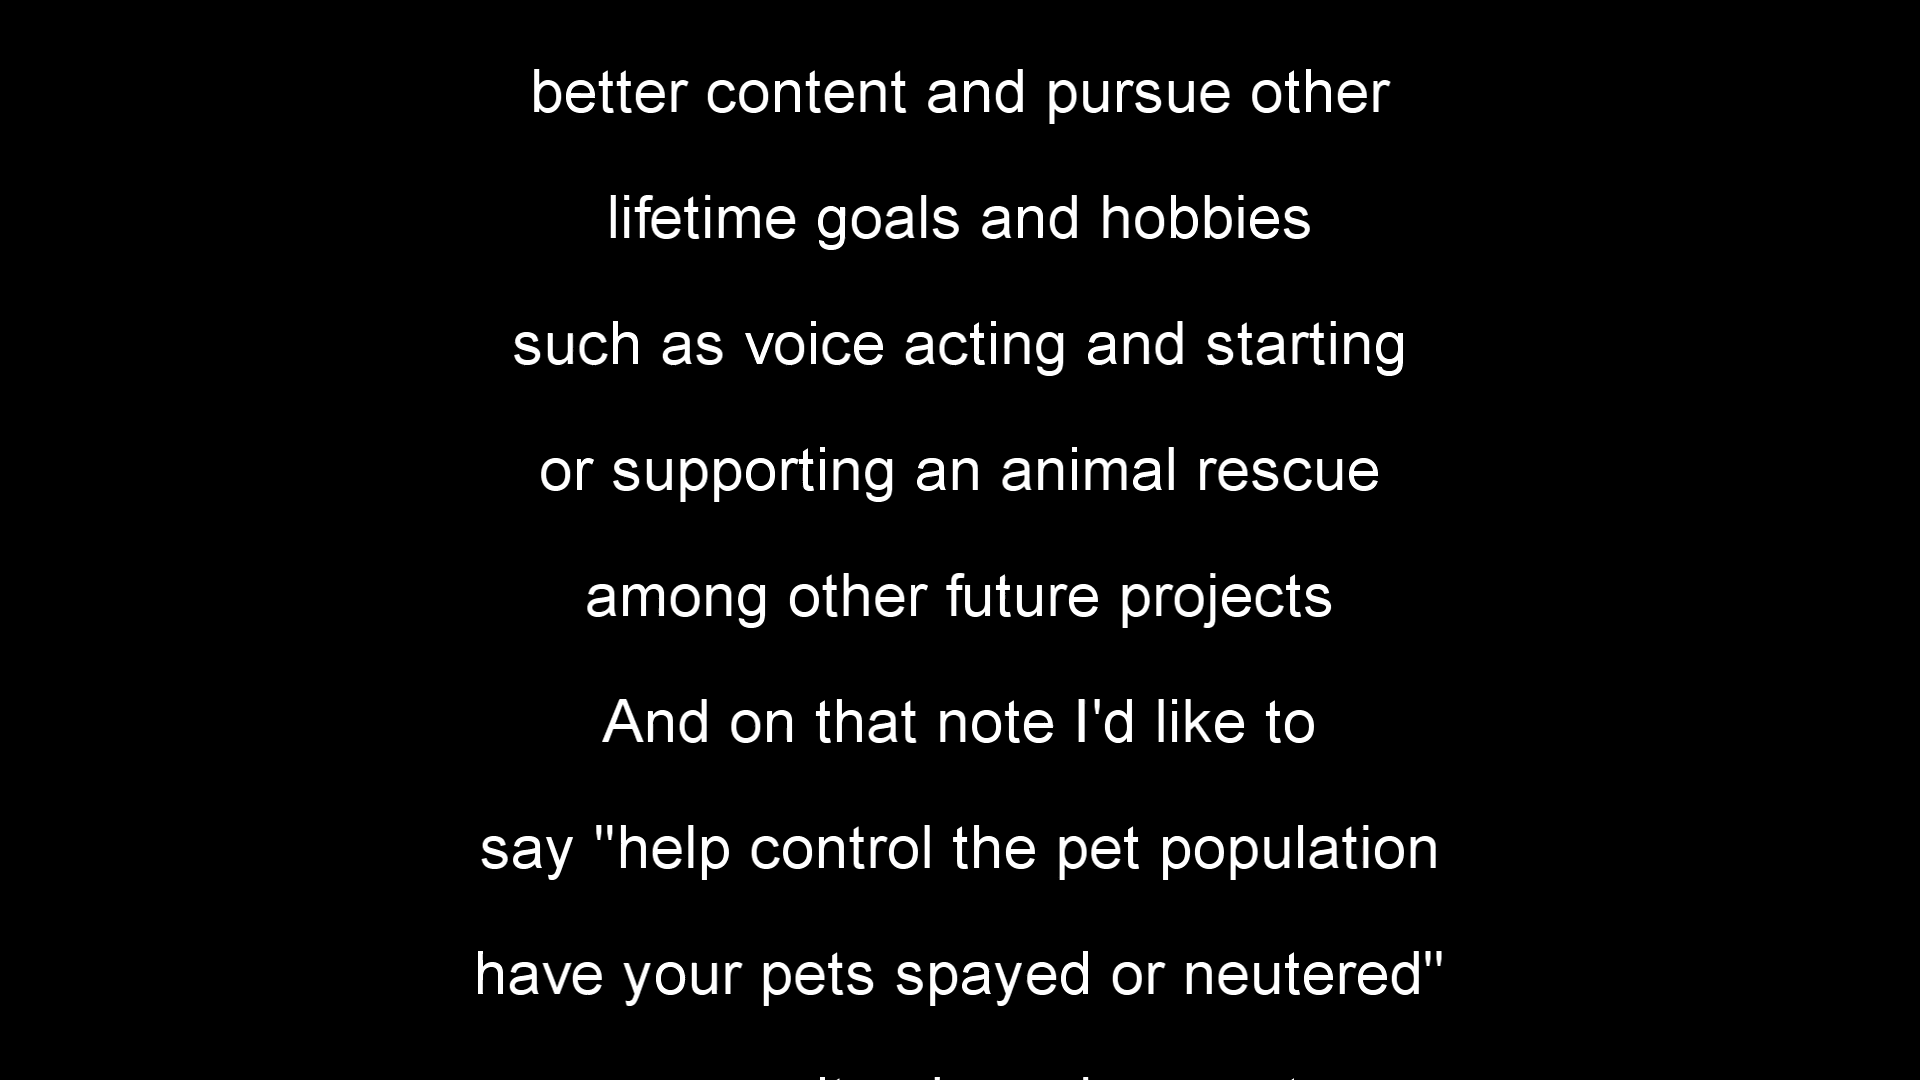 better content and pursue other
lifetime goals and hobbies
such as voice acting and starting
or supporting an animal rescue
among other future projects
And on that note I'd like to
say "help control the pet population
have your pets spayed or neutered"